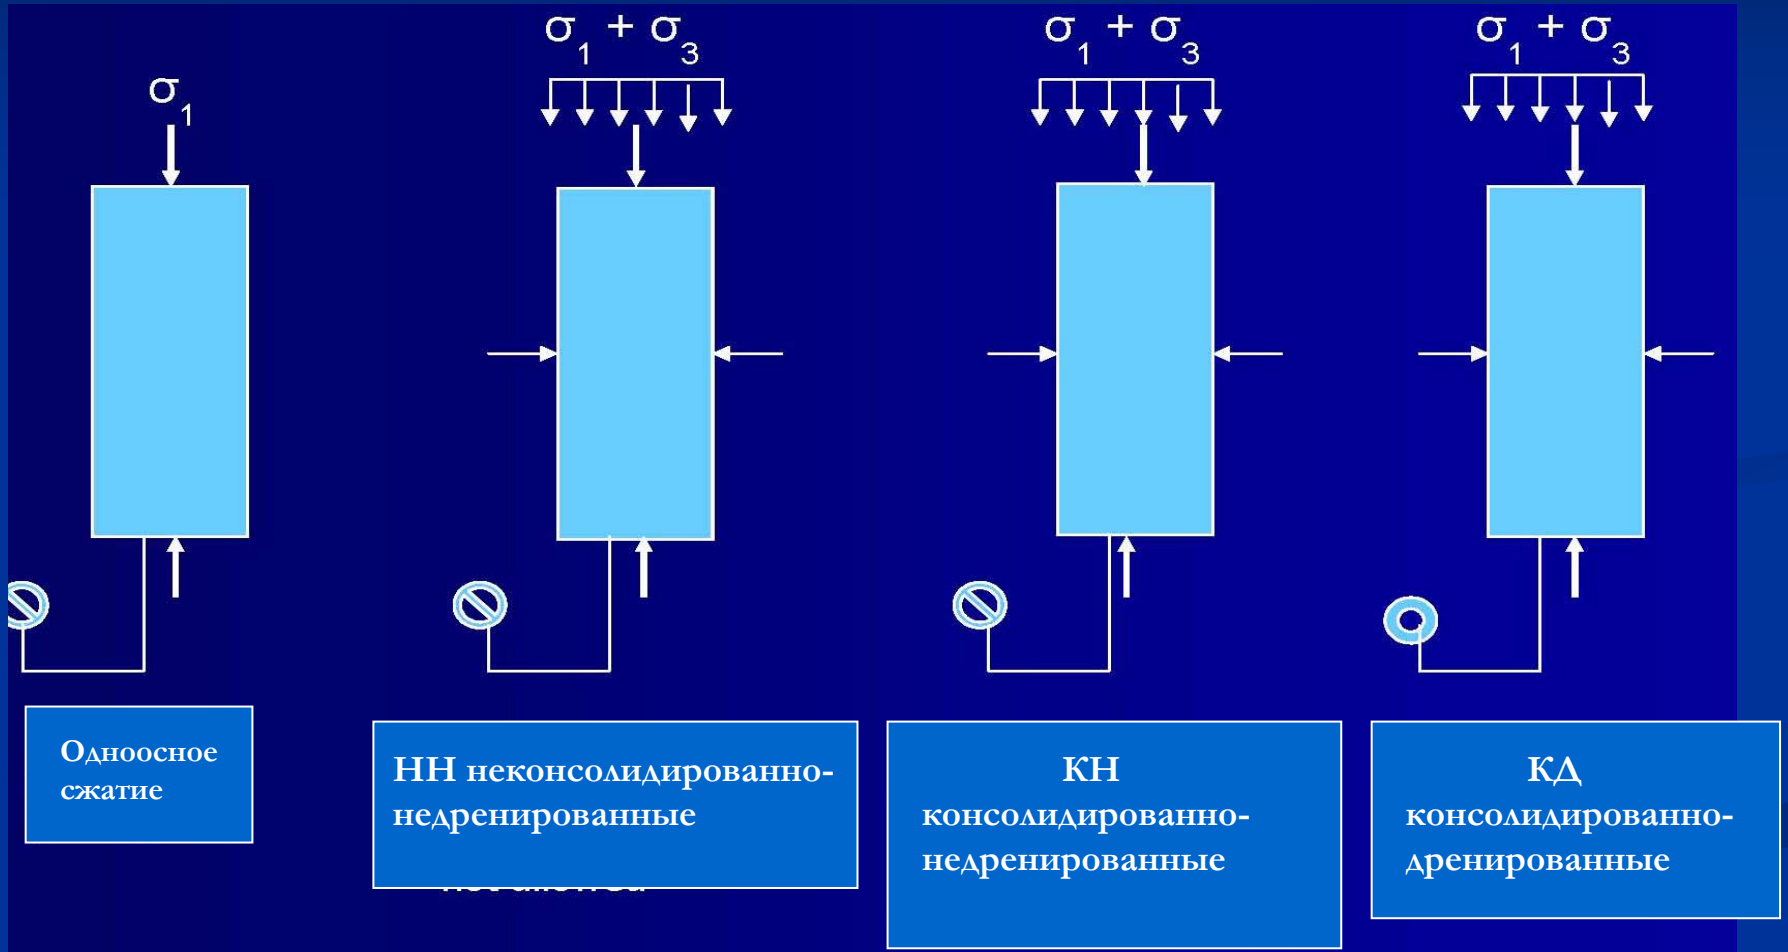 σ1
σ1 + σ3
σ1 + σ3
σ1 + σ3
Одноосное
сжатие
НН неконсолидированно-
недренированные
КН
консолидированно-
недренированные
КД
консолидированно-
дренированные